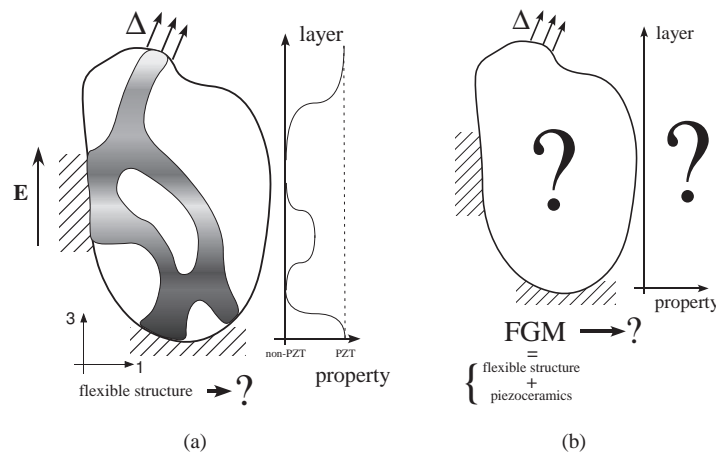 Δ
layer
E
3
1
non-PZT
PZT
property
flexible structure
?
(a)
Δ
layer
?
?
property
FGM
?
=
{
flexible structure
+
piezoceramics
(b)